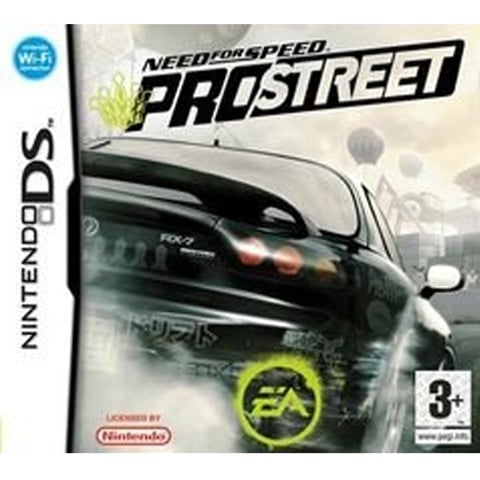 Nintendo
Wi-Fi
connection
NINTENDO DS™
NEED FOR SPEED
PROSTREET
RX-7
ドリフト
EA
LICENSED BY
Nintendo
3+
www.pegi.info